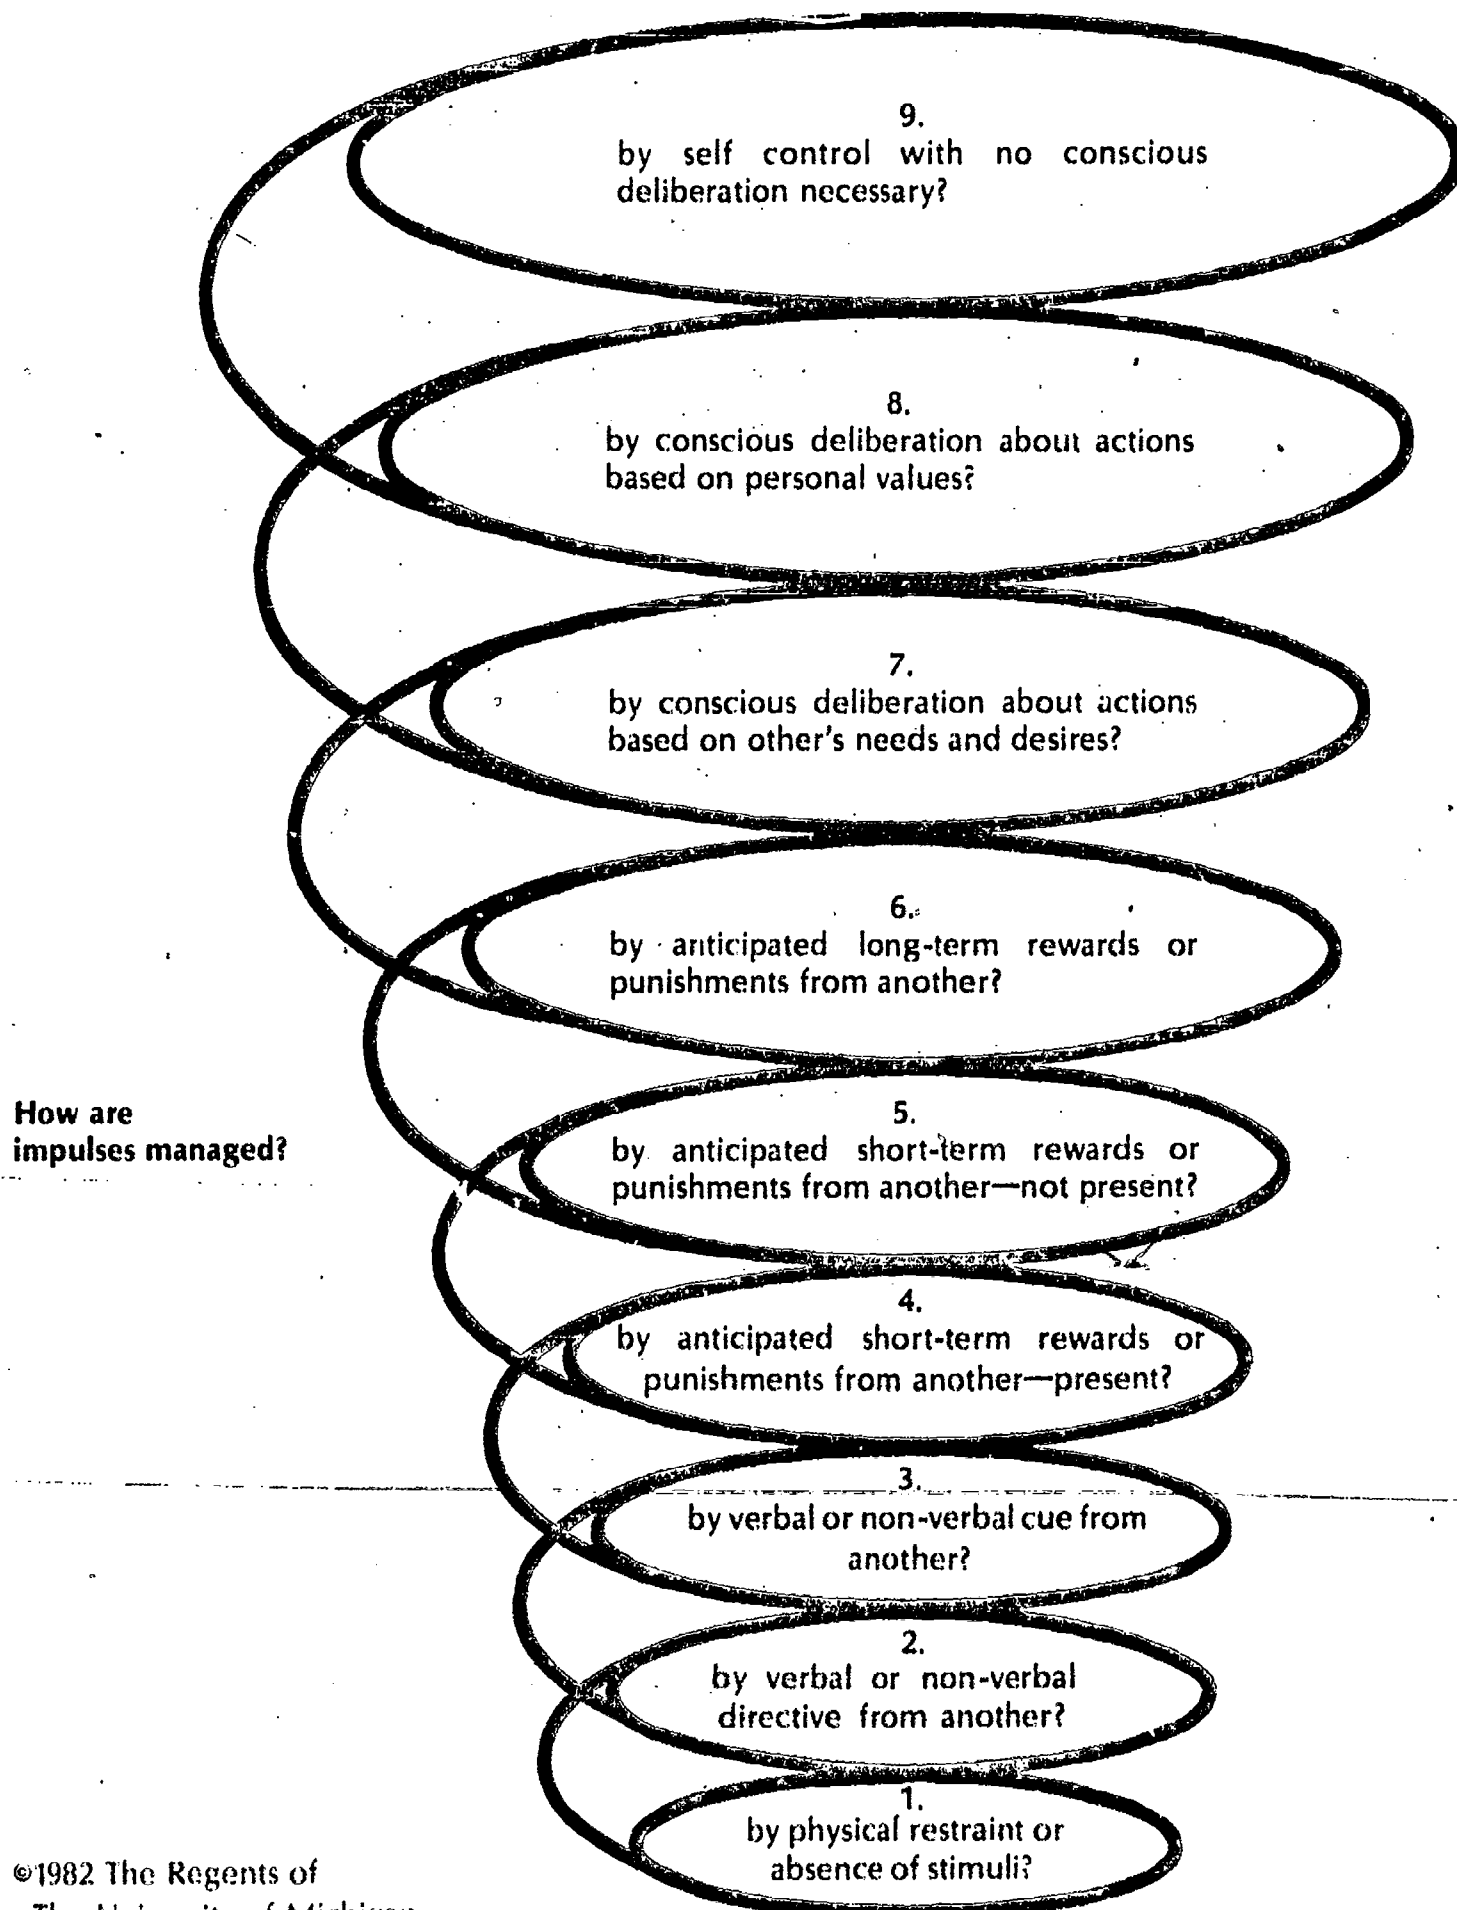 9.
by self control with no conscious
deliberation necessary?
8.
by conscious deliberation about actions
based on personal values?
7.
by conscious deliberation about actions
based on other's needs and desires?
6.
by anticipated long-term rewards or
punishments from another?
How are
impulses managed?
5.
by anticipated short-term rewards or
punishments from another—not present?
4.
by anticipated short-term rewards or
punishments from another—present?
3.
by verbal or non-verbal cue from
another?
2.
by verbal or non-verbal
directive from another?
1.
by physical restraint or
absence of stimuli?
©1982 The Regents of
The University of Michigan